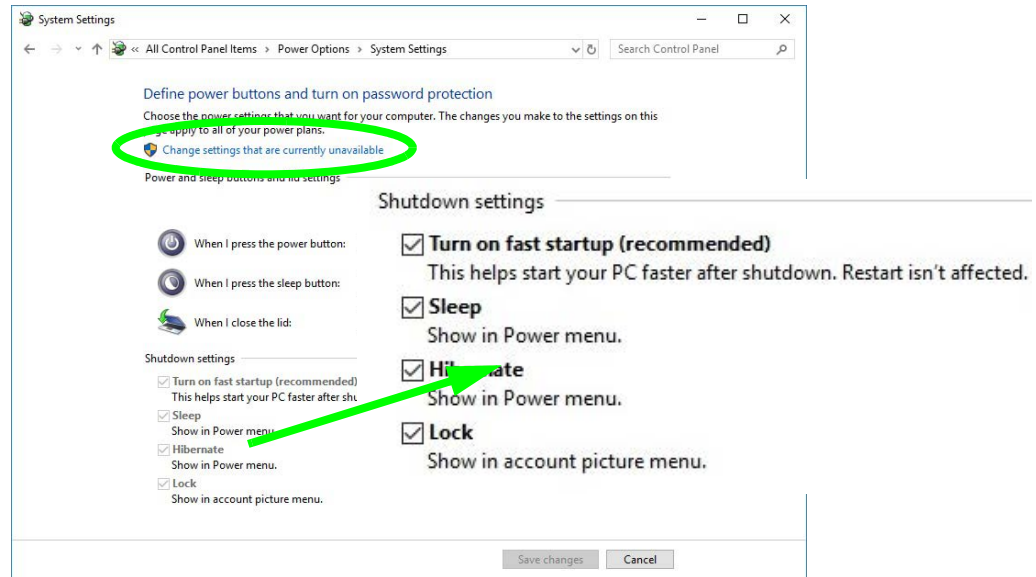 System Settings
« All Control Panel Items > Power Options > System Settings
Search Control Panel
Define power buttons and turn on password protection
Choose the power settings that you want for your computer. The changes you make to the settings on this
page apply to all of your power plans.
Change settings that are currently unavailable
Power and sleep buttons and lid settings
When I press the power button:
When I press the sleep button:
When I close the lid:
Shutdown settings
Turn on fast startup (recommended)
This helps start your PC faster after shu
Sleep
Show in Power menu.
Hibernate
Show in Power menu.
Lock
Show in account picture menu.
Shutdown settings
Turn on fast startup (recommended)
This helps start your PC faster after shutdown. Restart isn't affected.
Sleep
Show in Power menu.
Hibernate
Show in Power menu.
Lock
Show in account picture menu.
Save changes
Cancel